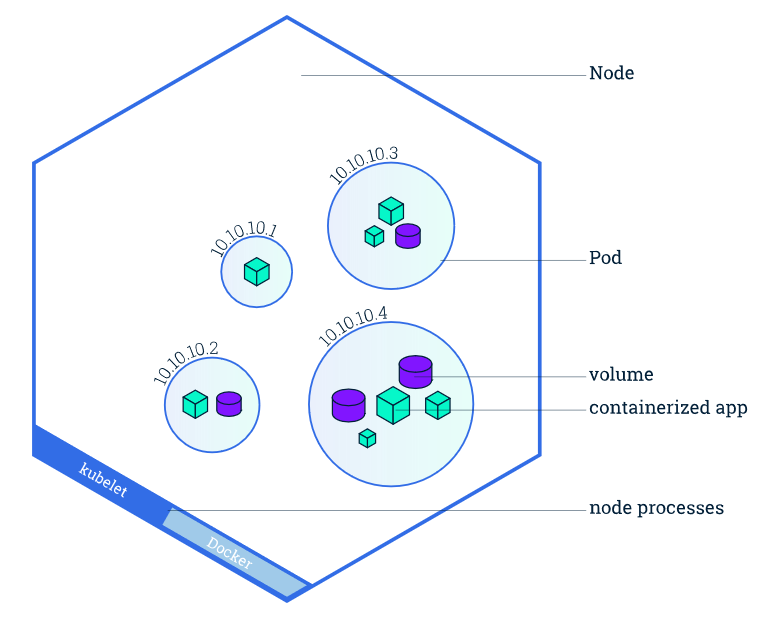 Node
10.10.10.3
10.10.10.1
Pod
10.10.10.4
10.10.10.2
volume
containerized app
kubelet
node processes
Docker